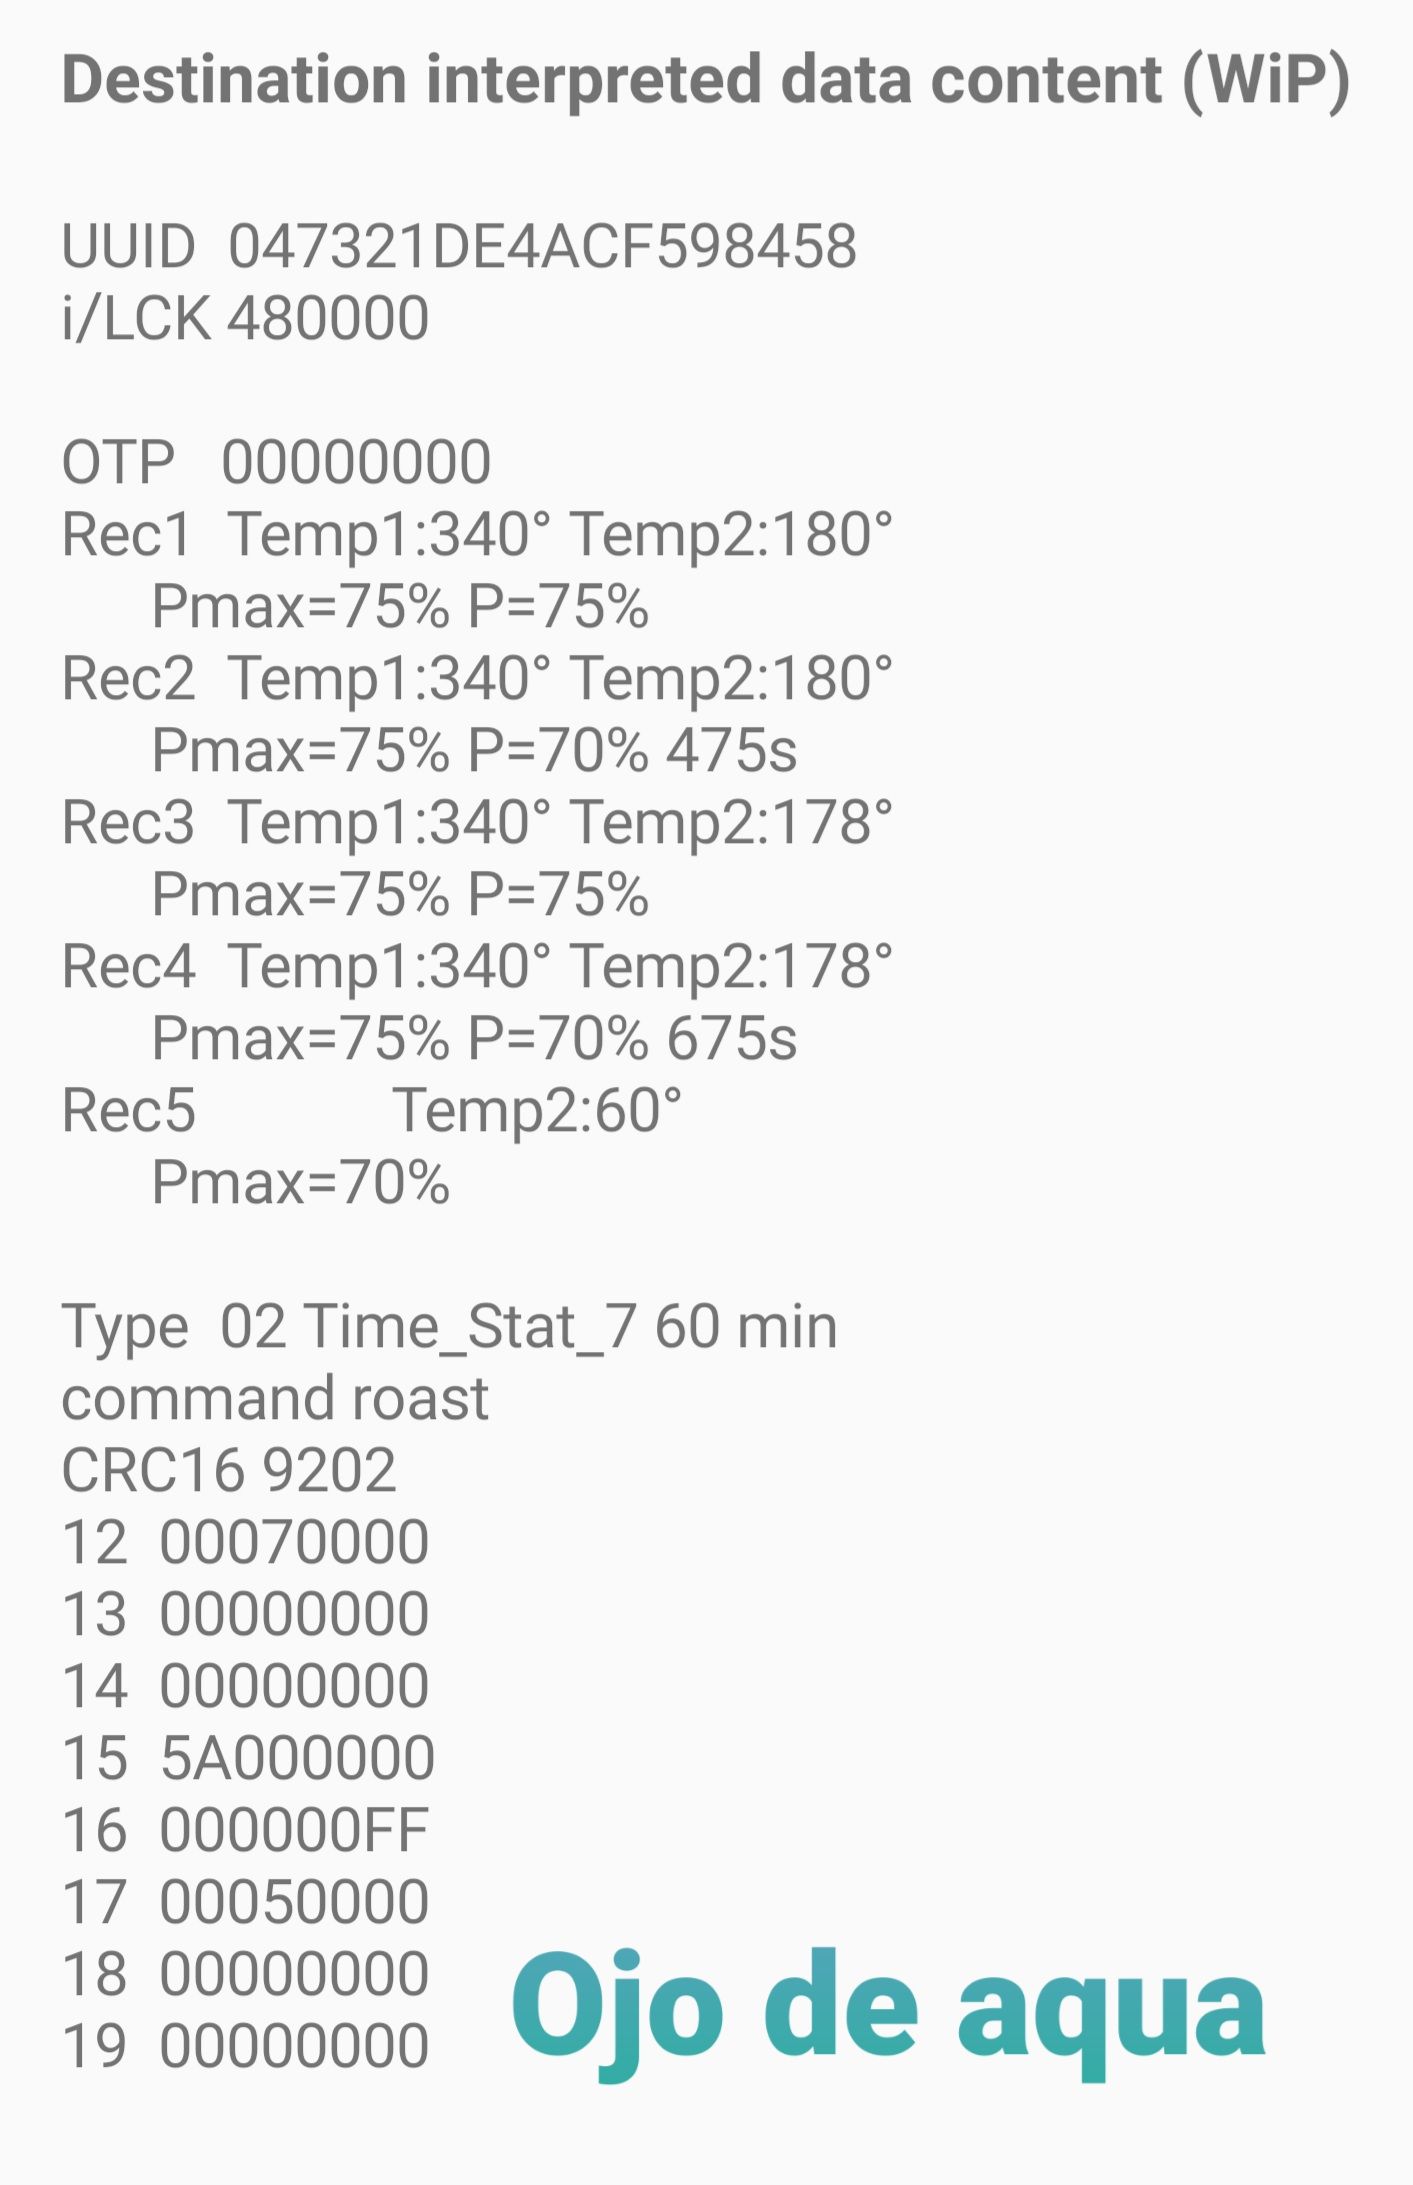 Destination interpreted data content (WiP)
UUID 047321DE4ACF598458
i/LCK 480000
OTP 00000000
Rec1 Temp1:340° Temp2:180°
Pmax=75% P=75%
Rec2 Temp1:340° Temp2:180°
Pmax=75% P=70% 475s
Rec3 Temp1:340° Temp2:178°
Pmax=75% P=75%
Rec4 Temp1:340° Temp2:178°
Pmax=75% P=70% 675s
Rec5 Temp2:60°
Pmax=70%
Type 02 Time_Stat_7 60 min
command roast
CRC16 9202
12 00070000
13 00000000
14 00000000
15 5A000000
16 000000FF
17 00050000
18 00000000
19 00000000
Ojo de aqua